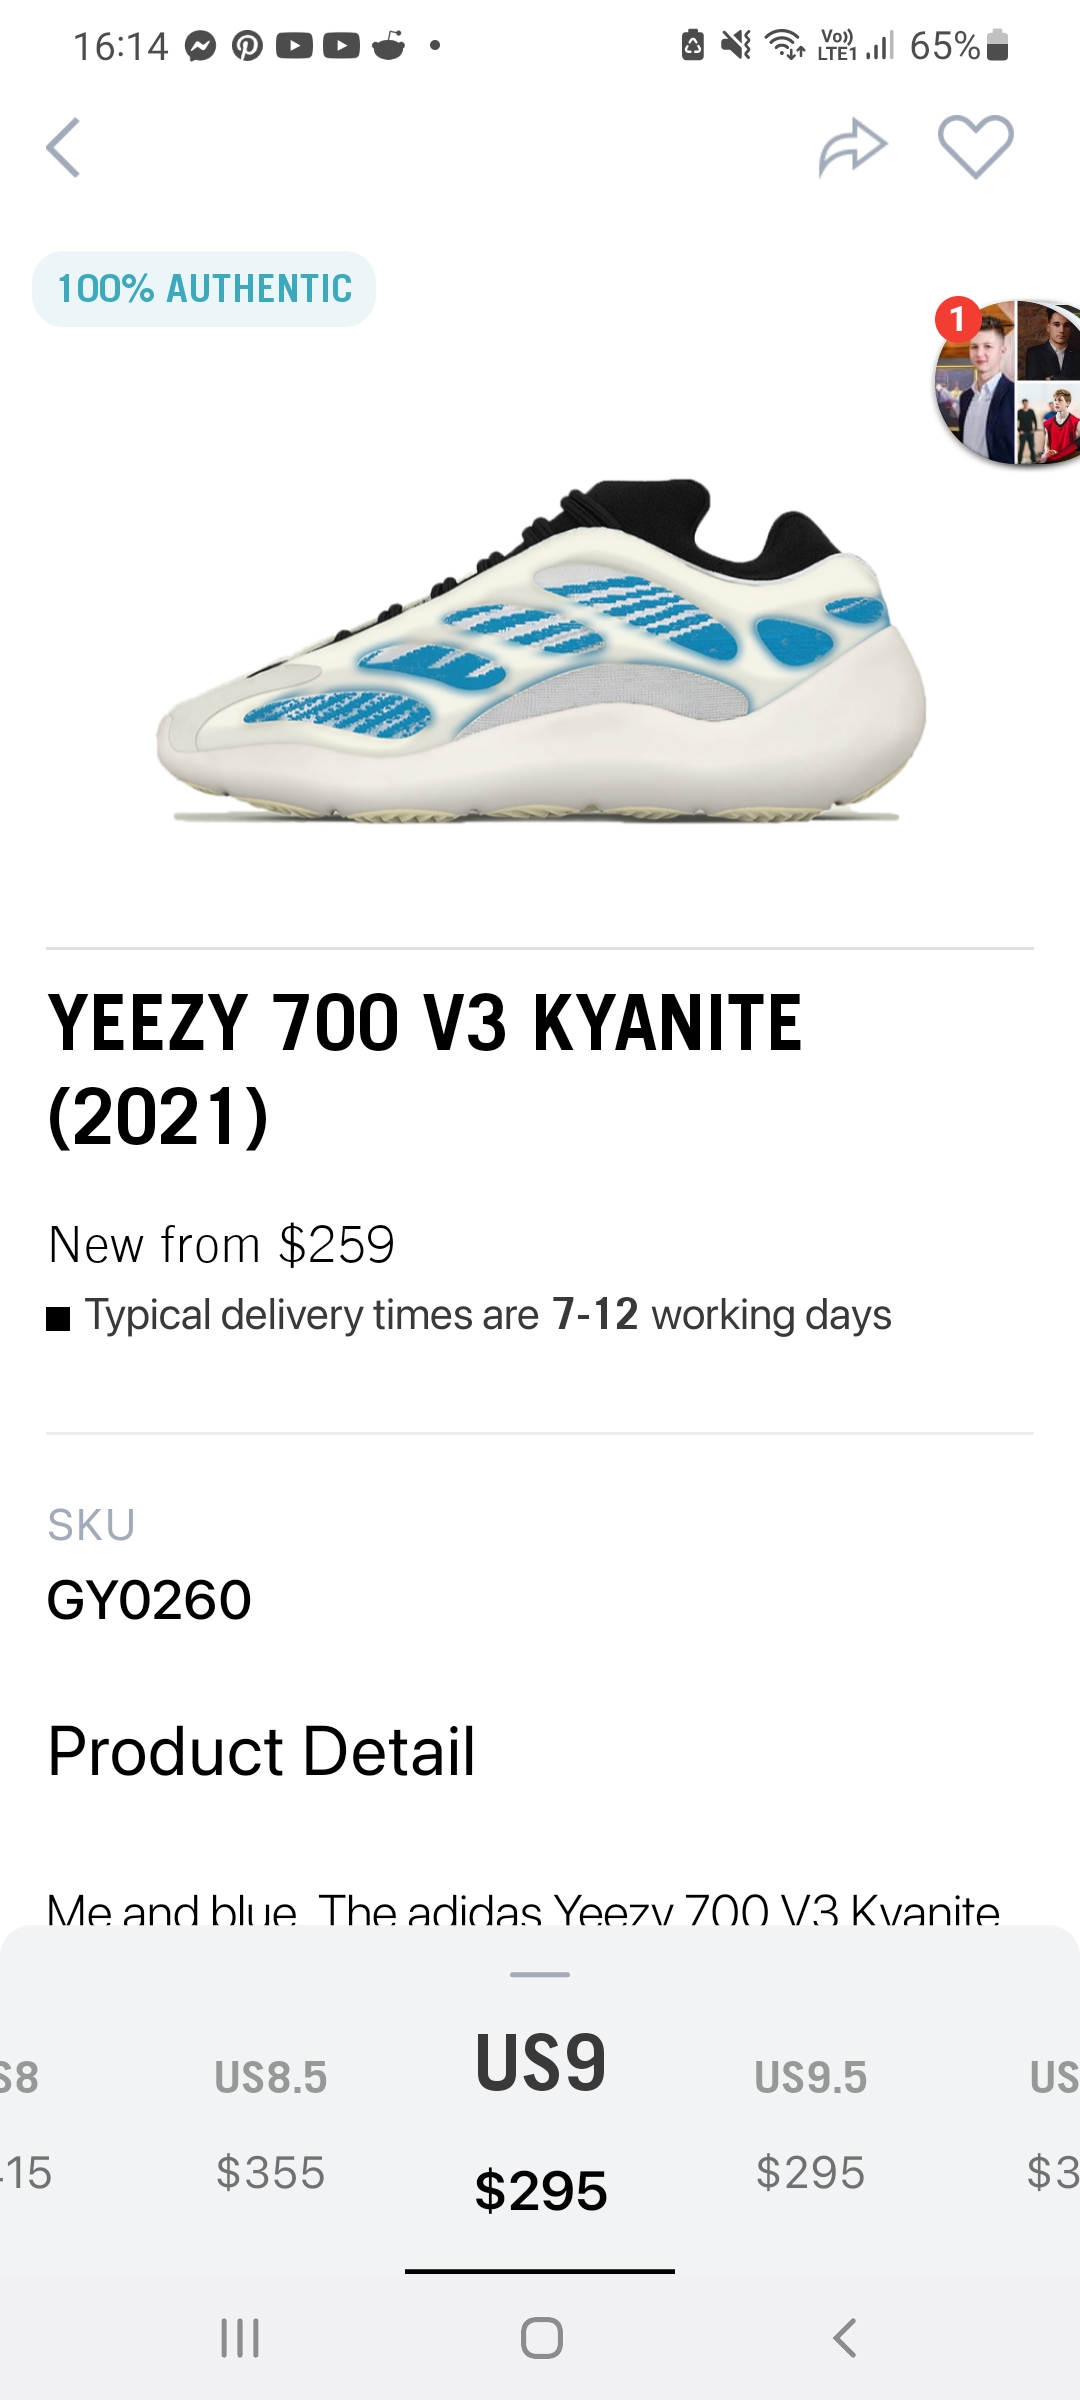 16:14
Vo))
LTE1
65%
100% AUTHENTIC
1
YEEZY 700 V3 KYANITE
(2021)
New from $259
Typical delivery times are 7-12 working days
SKU
GY0260
Product Detail
Me and blue. The adidas Yeezy 700 V3 Kyanite
S8 US8.5 US9 US9.5 US
15 $355 $295 $295 $3